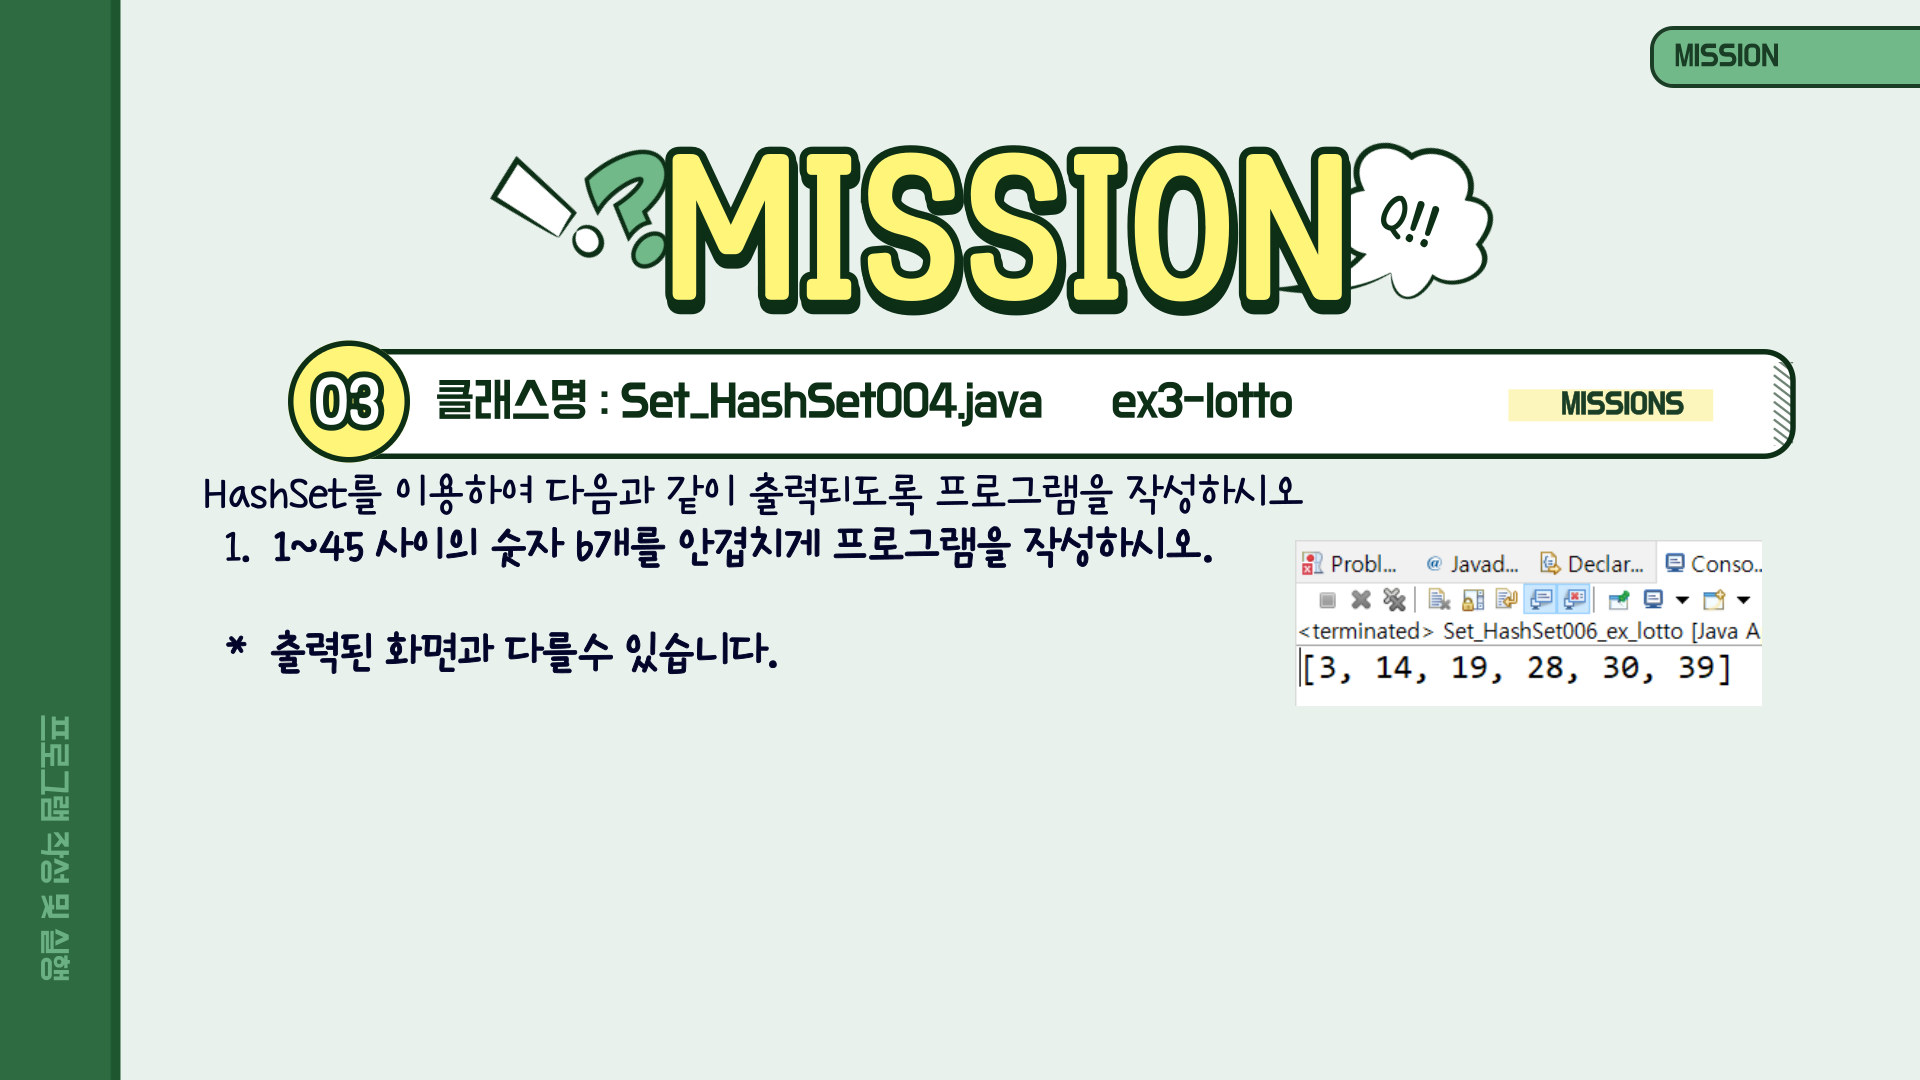 MISSION
MISSION
Q!!
03
클래스명 : Set_HashSet004.java ex3-lotto
MISSIONS
HashSet를 이용하여 다음과 같이 출력되도록 프로그램을 작성하시오
1. 1~45 사이의 숫자 6개를 안겹치게 프로그램을 작성하시오.
* 출력된 화면과 다를수 있습니다.
Probl... @ Javad... Declar... Conso..
<terminated> Set_HashSet006_ex_lotto [Java A
[3, 14, 19, 28, 30, 39]
프로그램 작성 및 실행